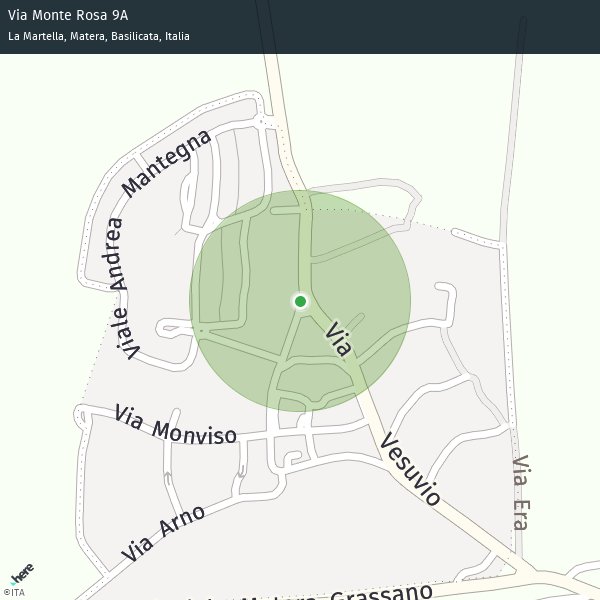 Via Monte Rosa 9A
La Martella, Matera, Basilicata, Italia
Viale Andrea Mantegna
Via Vesuvio
Via Monviso
Via Arno
Via Era
Matera-Grassano
here
©ITA